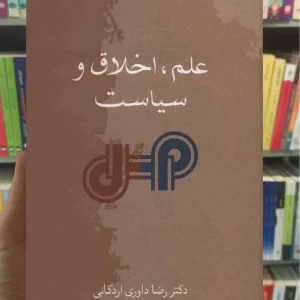 علم، اخلاق و
سیاست
دکتر رضا داوری اردکانی